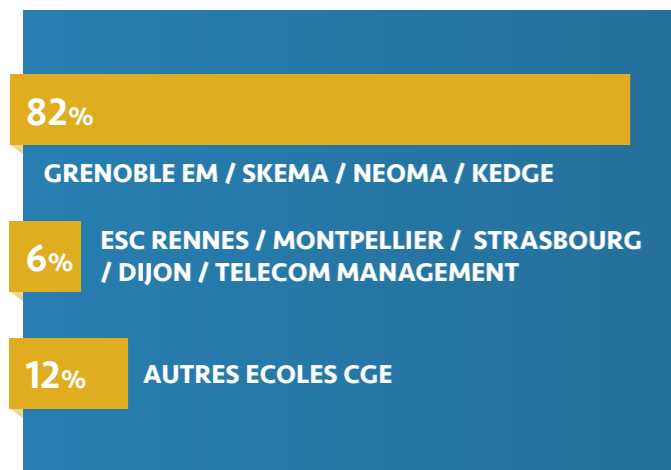 82%
GRENOBLE EM / SKEMA / NEOMA / KEDGE
6%
ESC RENNES / MONTPELLIER / STRASBOURG
/ DIJON / TELECOM MANAGEMENT
12%
AUTRES ECOLES CGE